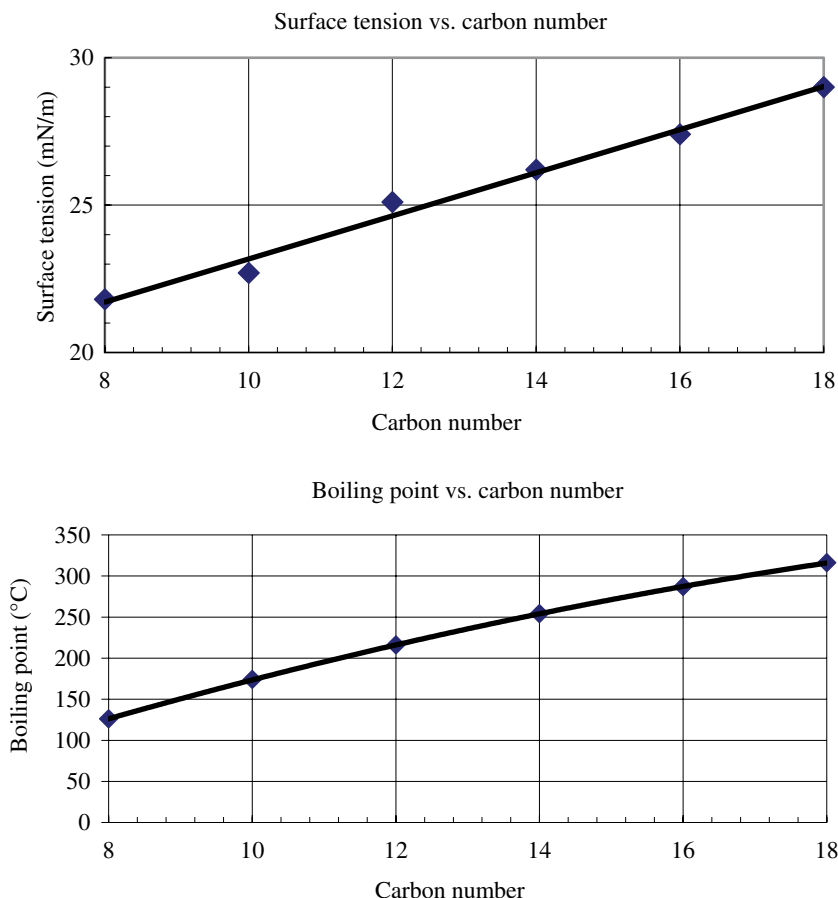 Surface tension vs. carbon number
30
25
20
Surface tension (mN/m)
8 10 12 14 16 18
Carbon number
Boiling point vs. carbon number
350
300
250
200
150
100
50
0
Boiling point (°C)
8 10 12 14 16 18
Carbon number